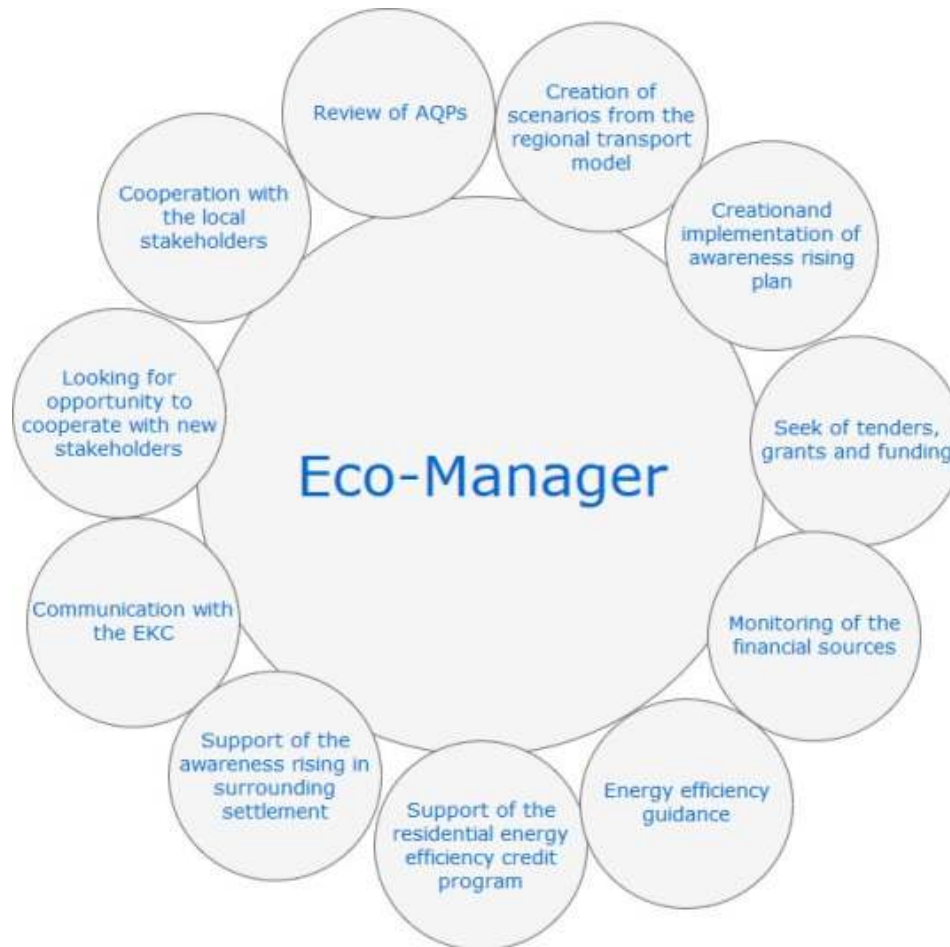 Review of AQPs
Creation of
scenarios from the
regional transport
model
Creationand
implementation of
awareness rising
plan
Seek of tenders,
grants and funding
Monitoring of the
financial sources
Energy efficiency
guidance
Support of the
residential energy
efficiency credit
program
Support of the
awareness rising in
surrounding
settlement
Communication with
the EKC
Looking for
opportunity to
cooperate with new
stakeholders
Cooperation with
the local
stakeholders
Eco-Manager